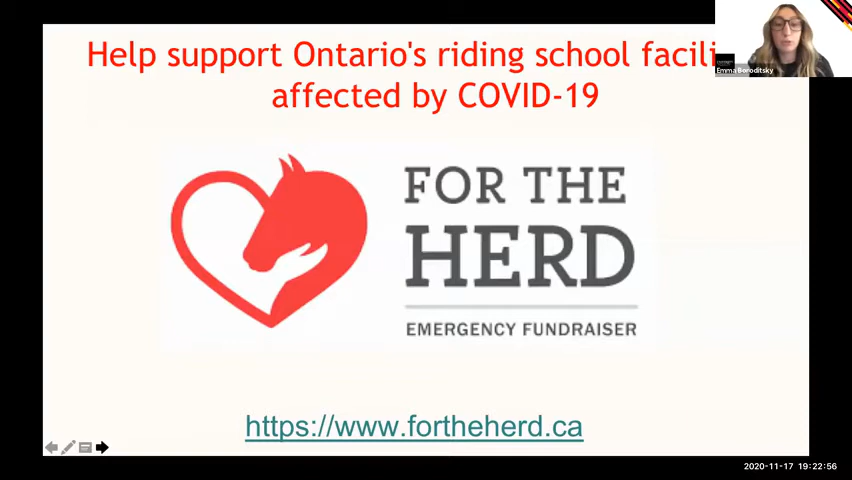 Help support Ontario's riding school facili
affected by COVID-19
Emma Boroditsky
FOR THE
HERD
EMERGENCY FUNDRAISER
https://www.fortheherd.ca
2020-11-17 19:22:56